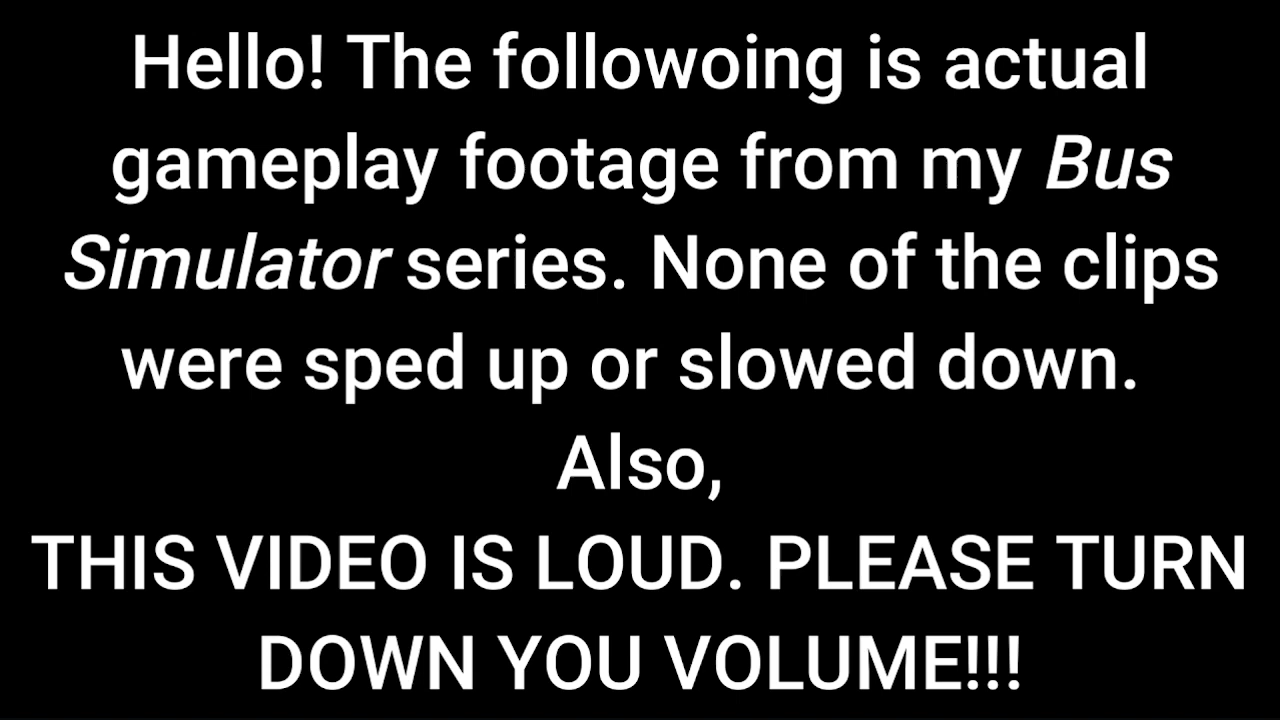 Hello! The followoing is actual
gameplay footage from my Bus
Simulator series. None of the clips
were sped up or slowed down.
Also,
THIS VIDEO IS LOUD. PLEASE TURN
DOWN YOU VOLUME!!!